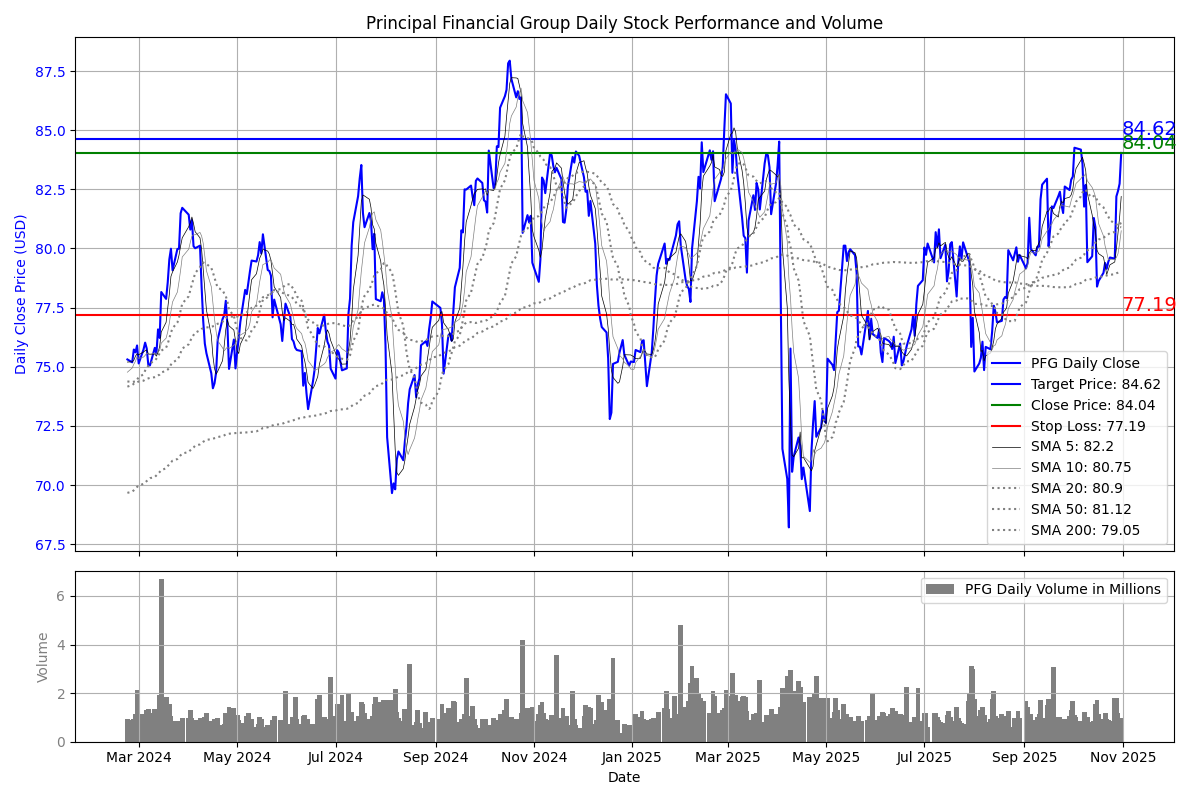 Principal Financial Group Daily Stock Performance and Volume
Daily Close Price (USD)
87.5
85.0
82.5
80.0
77.5
75.0
72.5
70.0
67.5
84.62
84.04
77.19
PFG Daily Close
Target Price: 84.62
Close Price: 84.04
Stop Loss: 77.19
SMA 5: 82.2
SMA 10: 80.75
SMA 20: 80.9
SMA 50: 81.12
SMA 200: 79.05
Volume
6
4
2
0
PFG Daily Volume in Millions
Mar 2024 May 2024 Jul 2024 Sep 2024 Nov 2024 Jan 2025 Mar 2025 May 2025 Jul 2025 Sep 2025 Nov 2025
Date